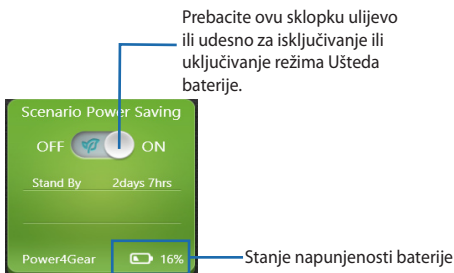 Prebacite ovu sklopku ulijevo
ili udesno za isključivanje ili
uključivanje režima Ušteda
baterije.
Scenario Power Saving
OFF ON
Stand By 2days 7hrs
Power4Gear 16%
Stanje napunjenosti baterije